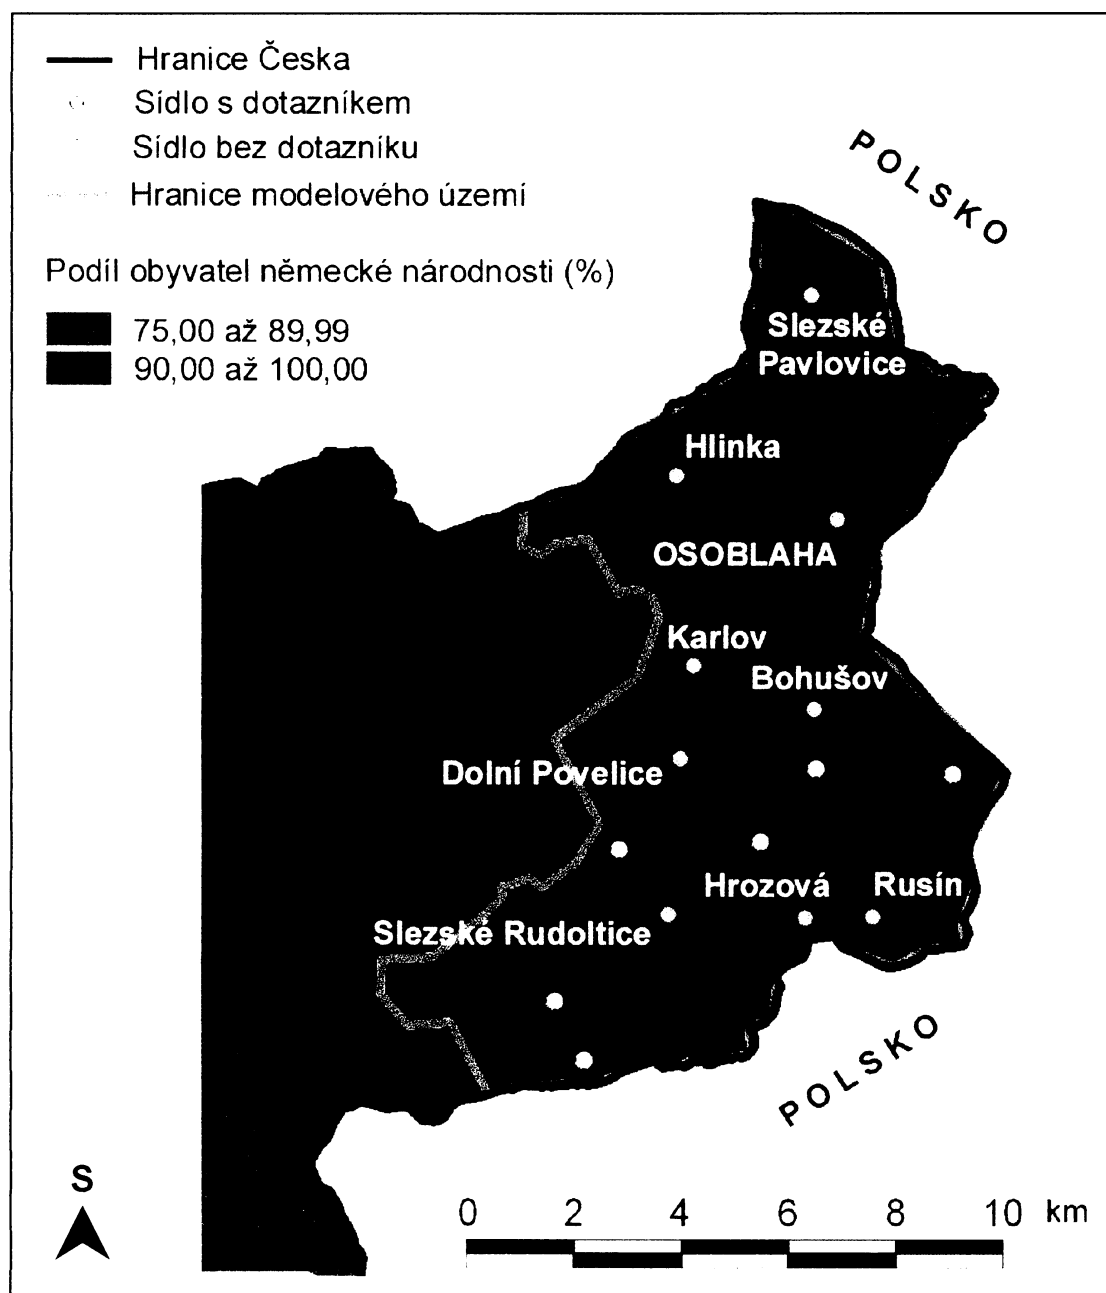 Hranice Česka
Sídlo s dotazníkem
Sídlo bez dotazníku
Hranice modelového území
Podíl obyvatel německé národnosti (%)
75,00 až 89,99
90,00 až 100,00
POLSKO
Slezské
Pavlovice
Hlinka
OSOBLAHA
Karlov
Bohušov
Dolní Povelice
Hrozová
Rusín
Slezské Rudoltice
POLSKO
S
0 2 4 6 8 10 km